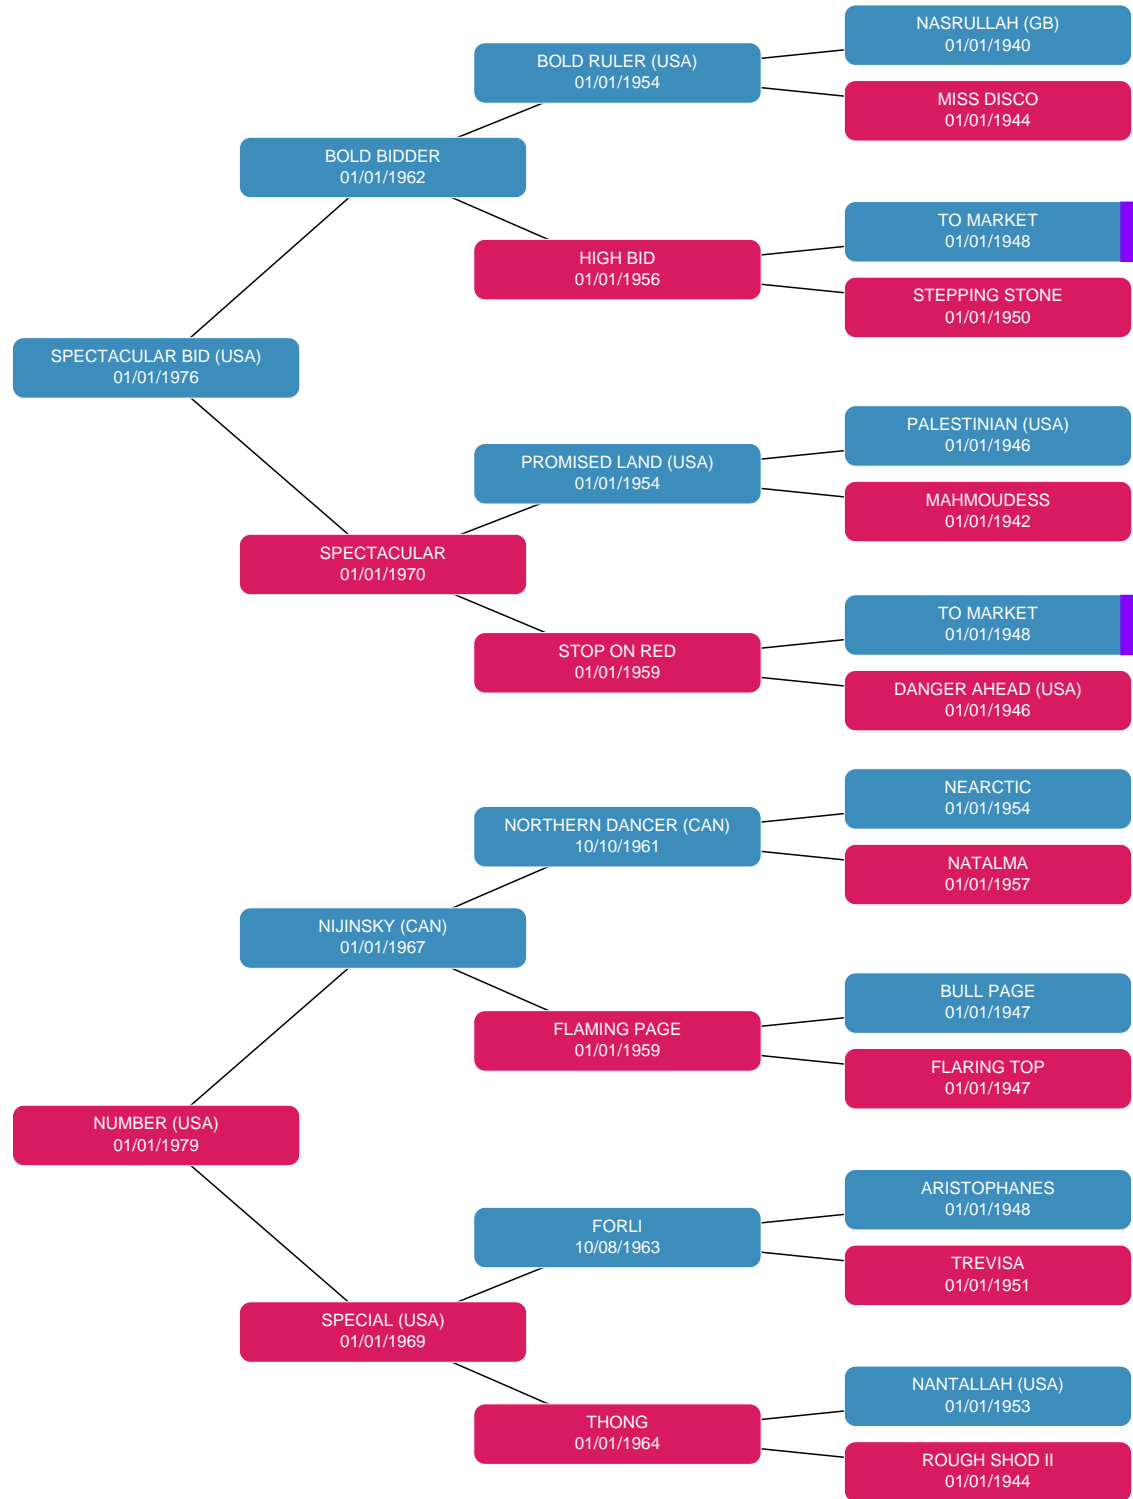 NASRULLAH (GB)
01/01/1940
BOLD RULER (USA)
01/01/1954
MISS DISCO
01/01/1944
BOLD BIDDER
01/01/1962
TO MARKET
01/01/1948
HIGH BID
01/01/1956
STEPPING STONE
01/01/1950
SPECTACULAR BID (USA)
01/01/1976
PALESTINIAN (USA)
01/01/1946
PROMISED LAND (USA)
01/01/1954
MAHMOUDESS
01/01/1942
SPECTACULAR
01/01/1970
TO MARKET
01/01/1948
STOP ON RED
01/01/1959
DANGER AHEAD (USA)
01/01/1946
NEARCTIC
01/01/1954
NORTHERN DANCER (CAN)
10/10/1961
NATALMA
01/01/1957
NIJINSKY (CAN)
01/01/1967
BULL PAGE
01/01/1947
FLAMING PAGE
01/01/1959
FLARING TOP
01/01/1947
NUMBER (USA)
01/01/1979
ARISTOPHANES
01/01/1948
FORLI
10/08/1963
TREVISA
01/01/1951
SPECIAL (USA)
01/01/1969
NANTALLAH (USA)
01/01/1953
THONG
01/01/1964
ROUGH SHOD II
01/01/1944